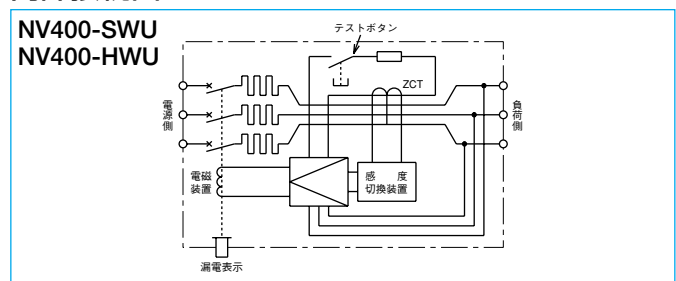 NV400-SWU
NV400-HWU
テストボタン
ZCT
電源側
負荷側
電磁
装置
感度
切換装置
漏電表示